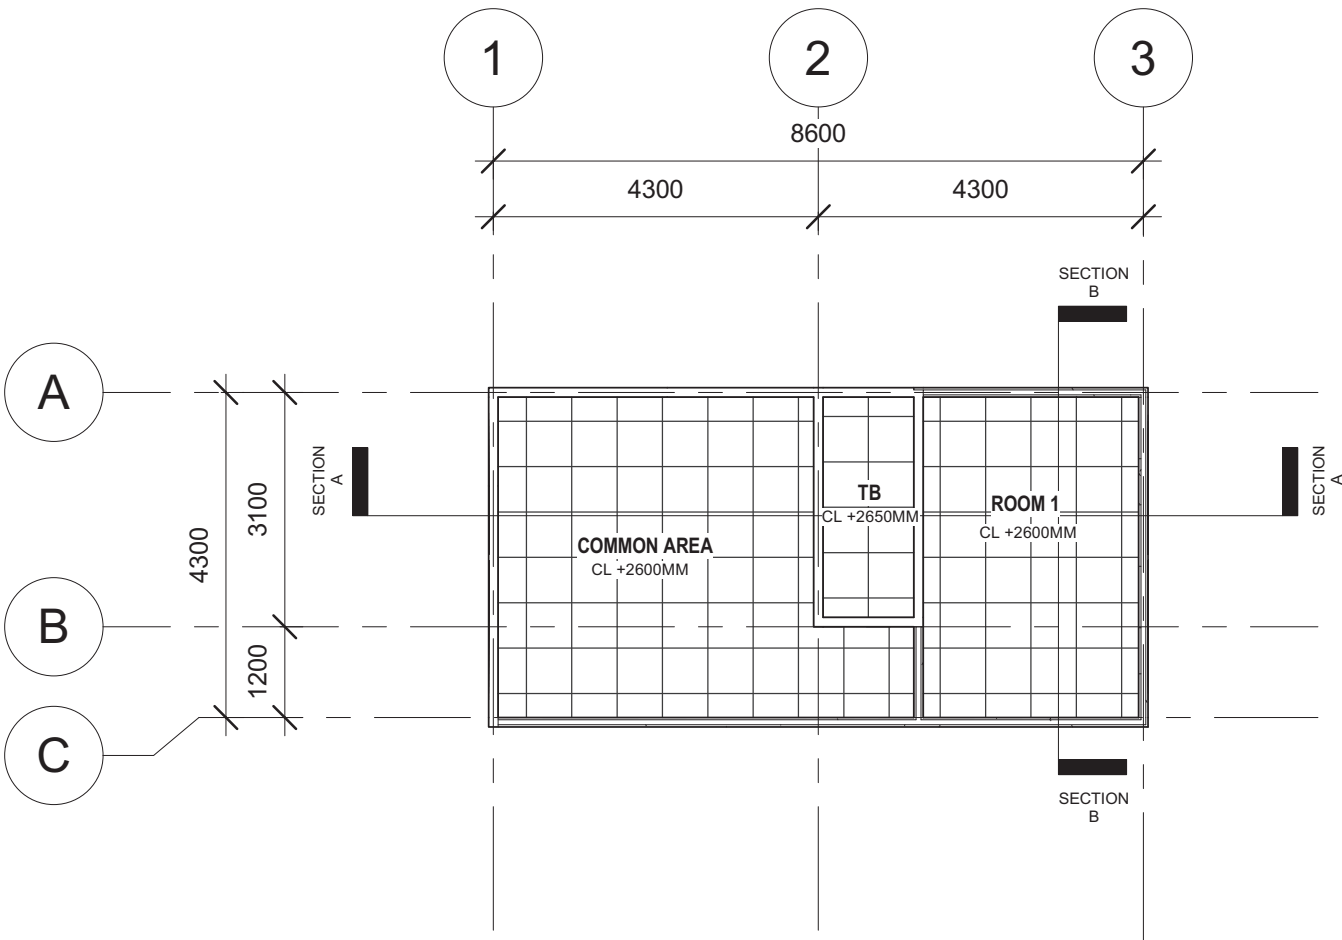 1
2
3
8600
4300
4300
SECTION
B
A
SECTION
A
3100
4300
TB
CL +2650MM
ROOM 1
CL +2600MM
SECTION
A
COMMON AREA
CL +2600MM
B
1200
C
SECTION
B